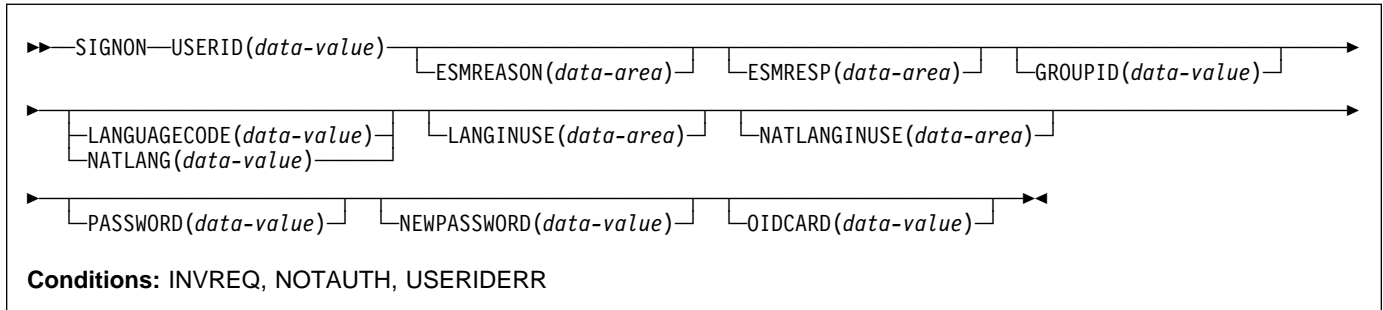 SIGNON USERID(data-value)
ESMREASON(data-area) ESMRESP(data-area) GROUPID(data-value)
LANGUAGECODE(data-value) LANGINUSE(data-area) NATLANGINUSE(data-area)
NATLANG(data-value)
PASSWORD(data-value) NEWPASSWORD(data-value) OIDCARD(data-value)
Conditions: INVREQ, NOTAUTH, USERIDERR